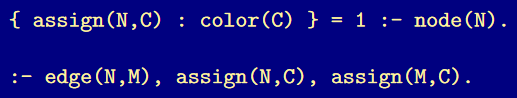 { assign(N,C) : color(C) } = 1 :- node(N).
:- edge(N,M), assign(N,C), assign(M,C).